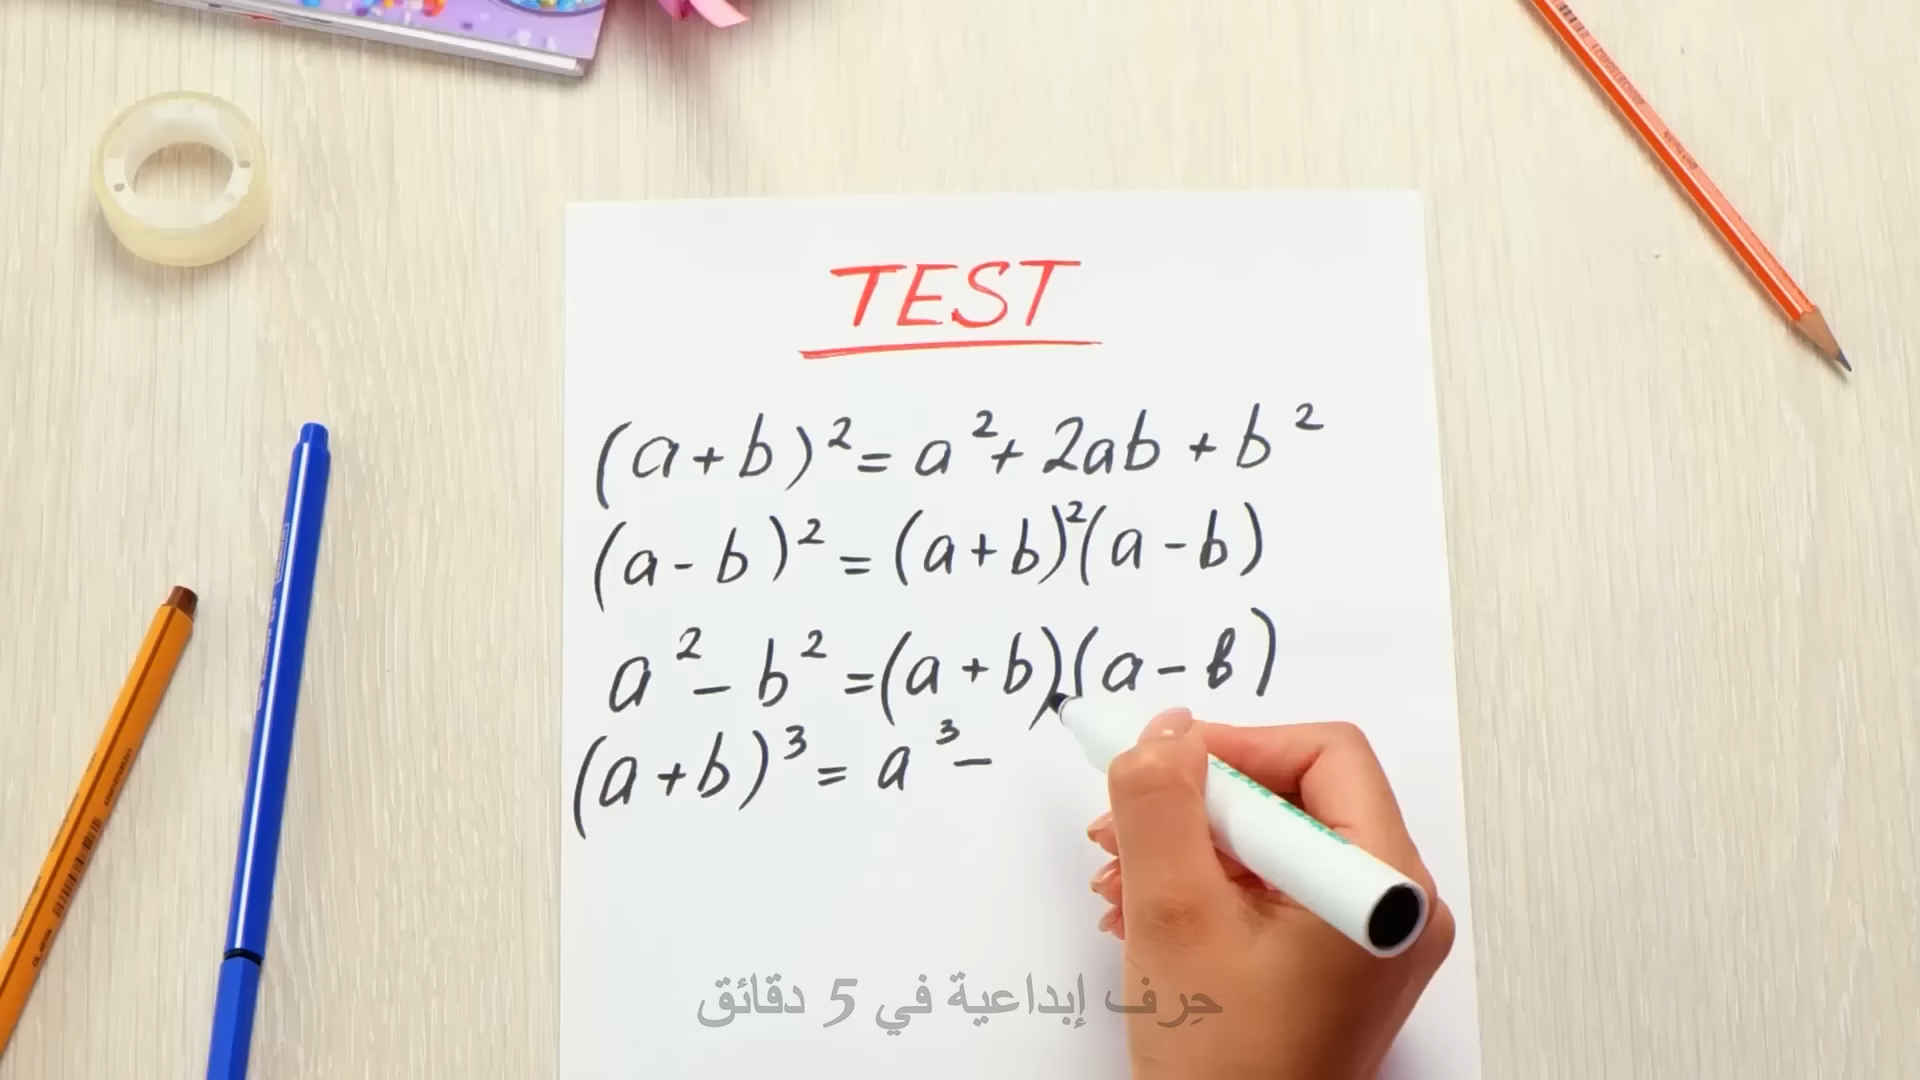 TEST
(a+b)²= a²+ 2ab + b²
(a-b)² = (a+b)²(a-b)
a²- b² =(a+b)(a-b)
(a+b)³= a³-
حِرف إبداعية في 5 دقائق